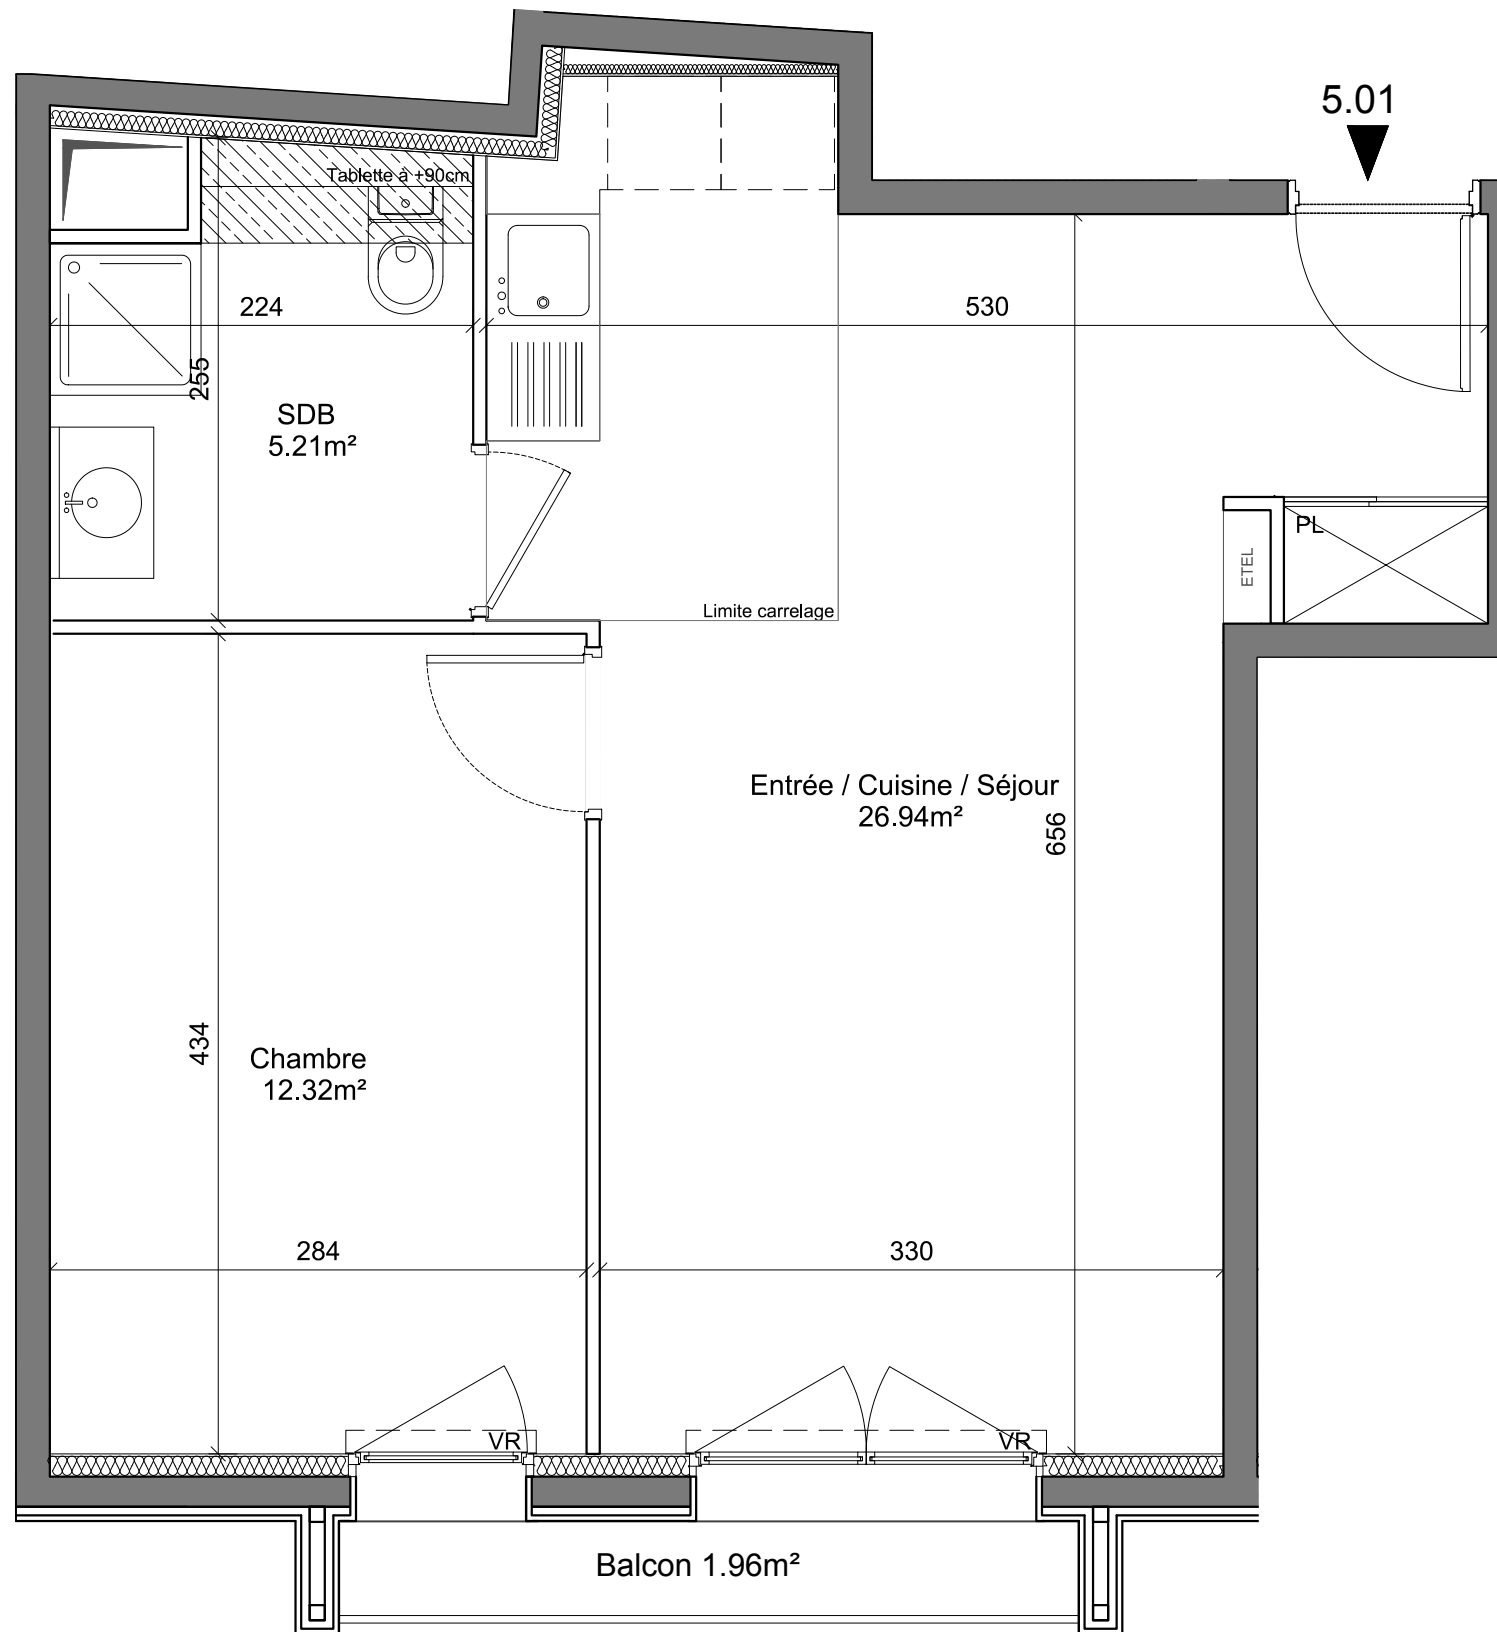 5.01
Tablette à +90cm
224
530
255
SDB
5.21m²
PL
ETEL
Limite carrelage
Entrée / Cuisine / Séjour
26.94m²
656
434
Chambre
12.32m²
284
330
VR
VR
Balcon 1.96m²